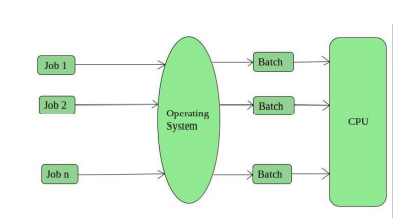 Job 1
Job 2
Job n
Operating
System
Batch
Batch
Batch
CPU